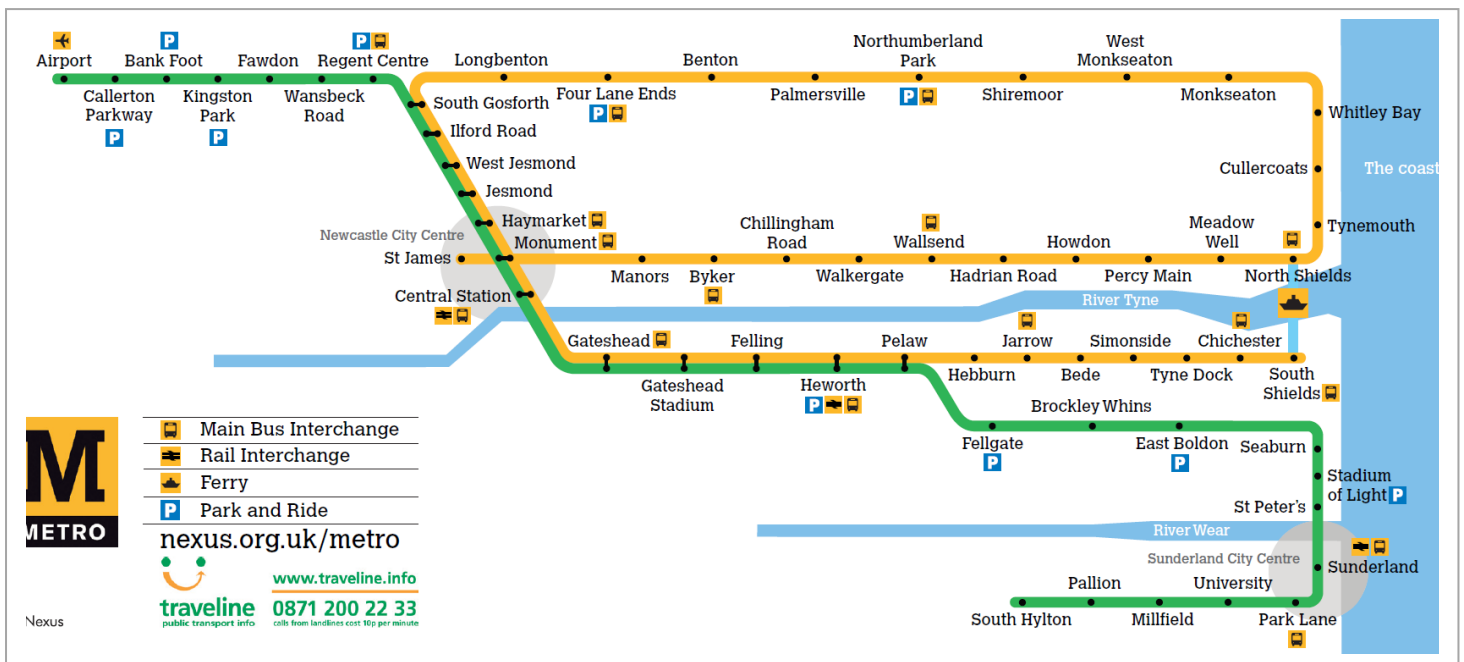 Airport
Bank Foot
Fawdon
Regent Centre
P
P
Callerton
Parkway
P
Kingston
Park
P
Wansbeck
Road
Longbenton
Four Lane Ends
P
Benton
Palmersville
Northumberland
Park
P
Shiremoor
West
Monkseaton
Monkseaton
Whitley Bay
Cullercoats
The coast
Tynemouth
South Gosforth
Ilford Road
West Jesmond
Jesmond
Haymarket
Newcastle City Centre
Monument
St James
Central Station
Manors
Byker
Chillingham
Road
Walkergate
Wallsend
Hadrian Road
Howdon
Percy Main
Meadow
Well
North Shields
River Tyne
Gateshead
Gateshead
Stadium
Felling
Heworth
P
Pelaw
Hebburn
Jarrow
Bede
Simonside
Tyne Dock
Chichester
South
Shields
Fellgate
P
Brockley Whins
East Boldon
P
Seaburn
Stadium
of Light P
St Peter's
River Wear
Sunderland City Centre
Sunderland
Park Lane
University
Millfield
Pallion
South Hylton
M
METRO
Main Bus Interchange
Rail Interchange
Ferry
P Park and Ride
nexus.org.uk/metro
traveline
public transport info
www.traveline.info
0871 200 22 33
calls from landlines cost 10p per minute
Nexus